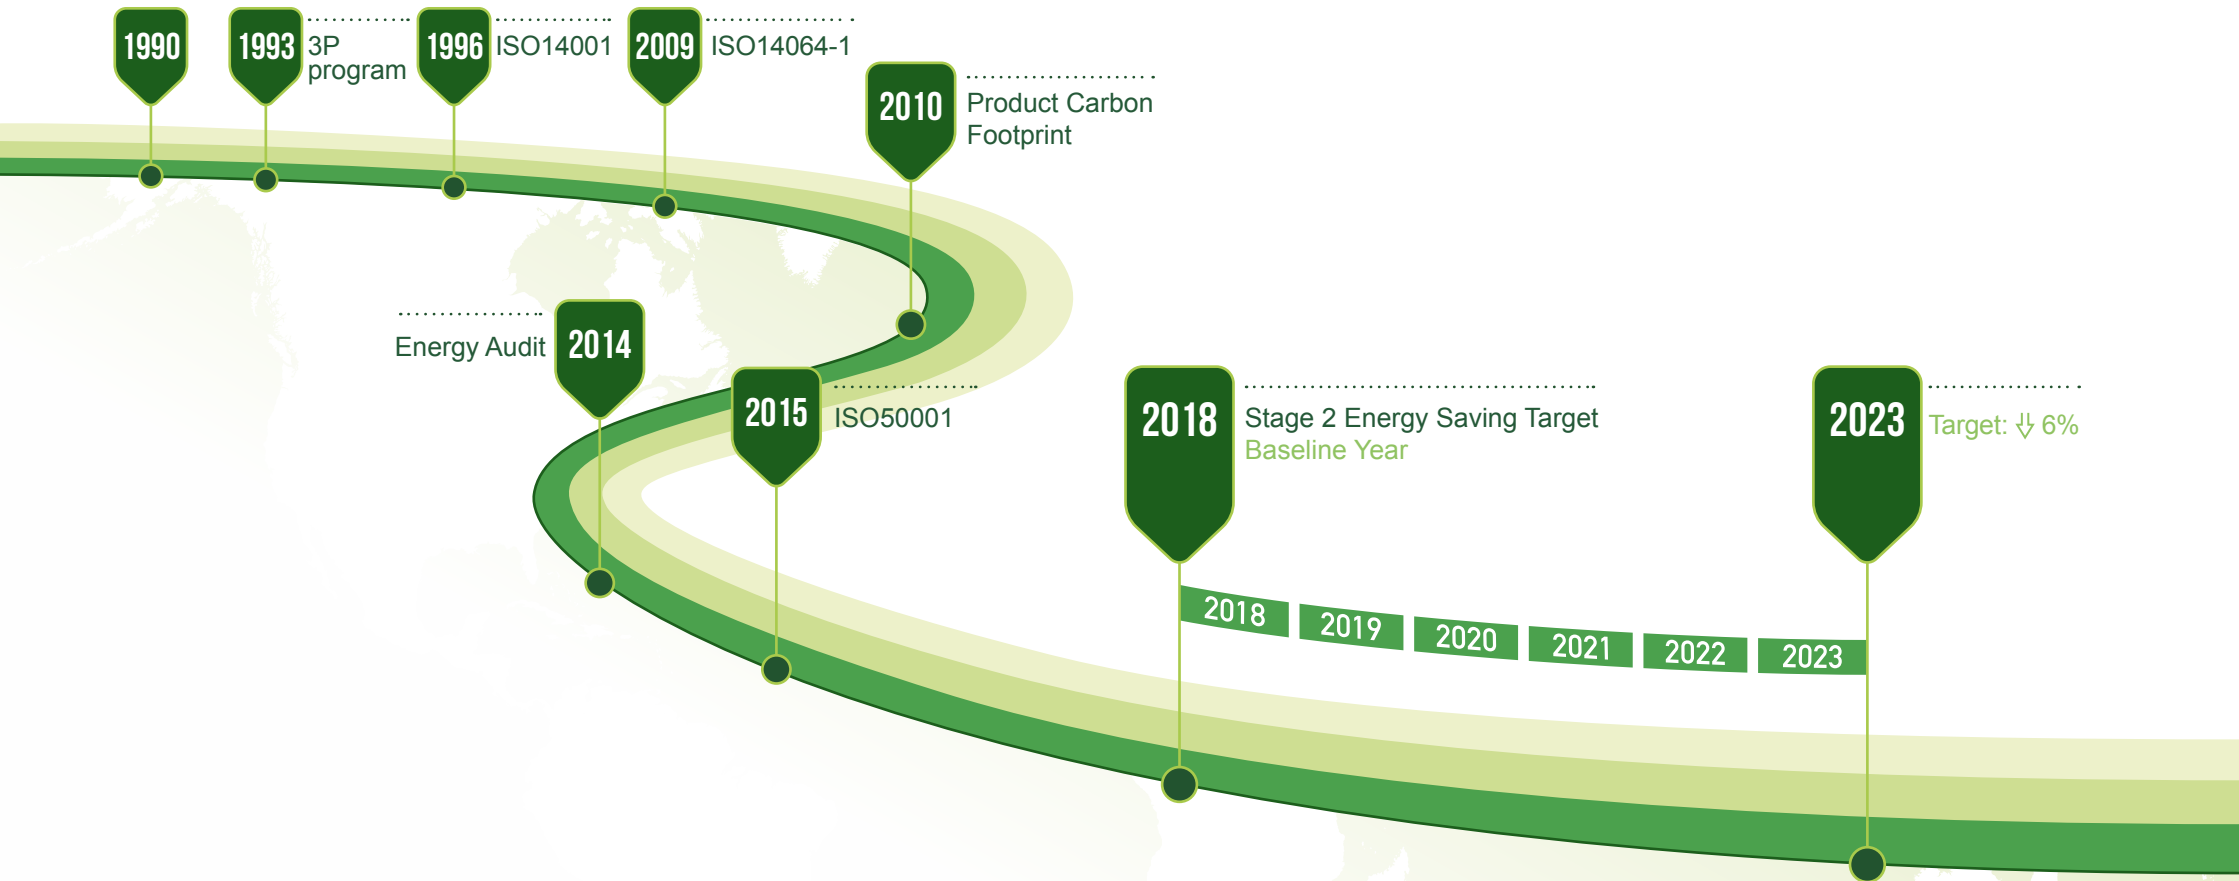 1990
1993
3P
program
1996
ISO14001
2009
ISO14064-1
2010
Product Carbon
Footprint
Energy Audit
2014
2015
ISO50001
2018
Stage 2 Energy Saving Target
Baseline Year
2023
Target: ⇩ 6%
2018
2019
2020
2021
2022
2023